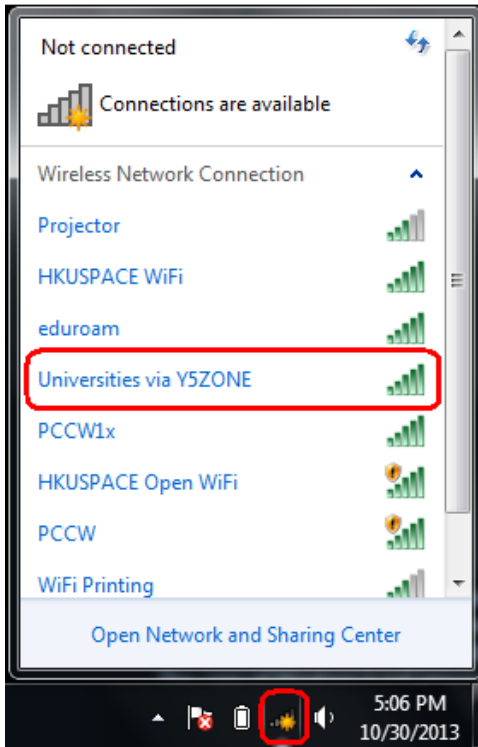 Not connected
Connections are available
Wireless Network Connection
Projector
HKUSPACE WiFi
eduroam
Universities via Y5ZONE
PCCW1x
HKUSPACE Open WiFi
PCCW
WiFi Printing
Open Network and Sharing Center
5:06 PM
10/30/2013